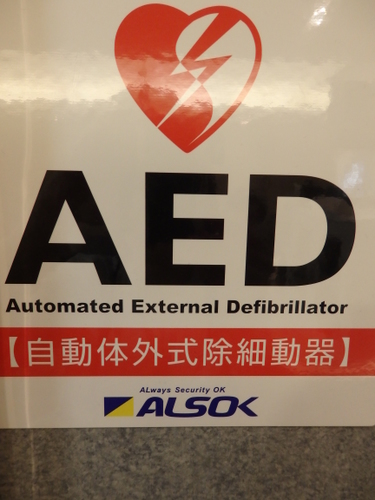 AED
Automated External Defibrillator
【自動体外式除細動器】
ALways Security OK
ALSOK